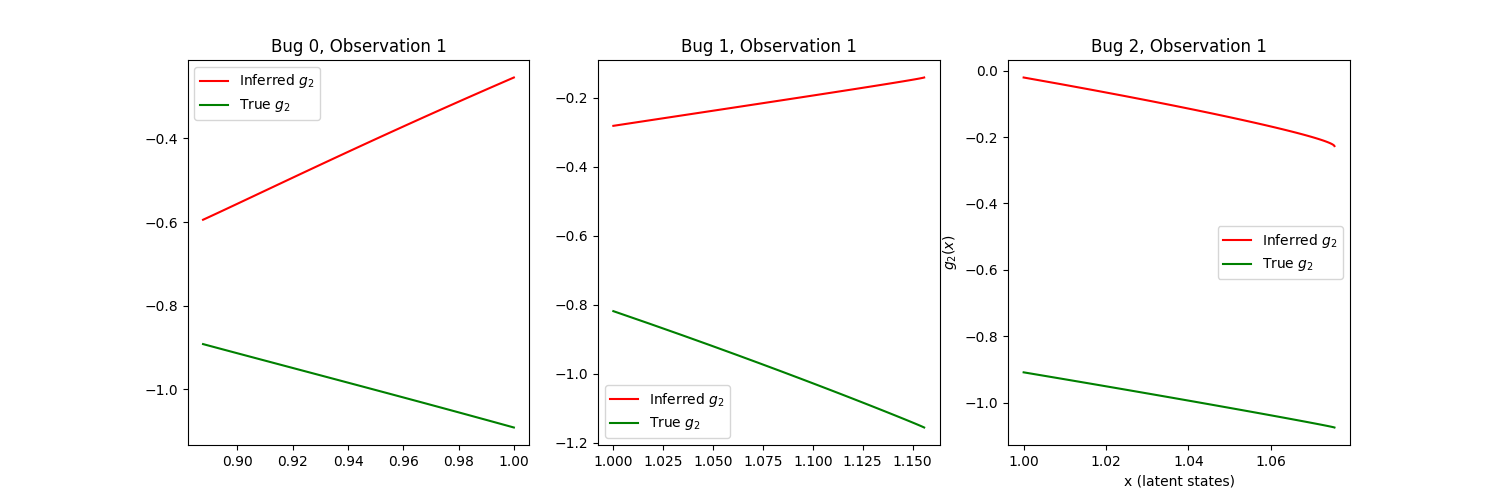 Bug 0, Observation 1
Inferred g₂
True g₂
−0.4
−0.6
−0.8
−1.0
0.90 0.92 0.94 0.96 0.98 1.00
Bug 1, Observation 1
−0.2
−0.4
−0.6
−0.8
−1.0
−1.2
Inferred g₂
True g₂
1.000 1.025 1.050 1.075 1.100 1.125 1.150
Bug 2, Observation 1
g₂(x)
0.0
−0.2
−0.4
−0.6
−0.8
−1.0
Inferred g₂
True g₂
1.00 1.02 1.04 1.06
x (latent states)